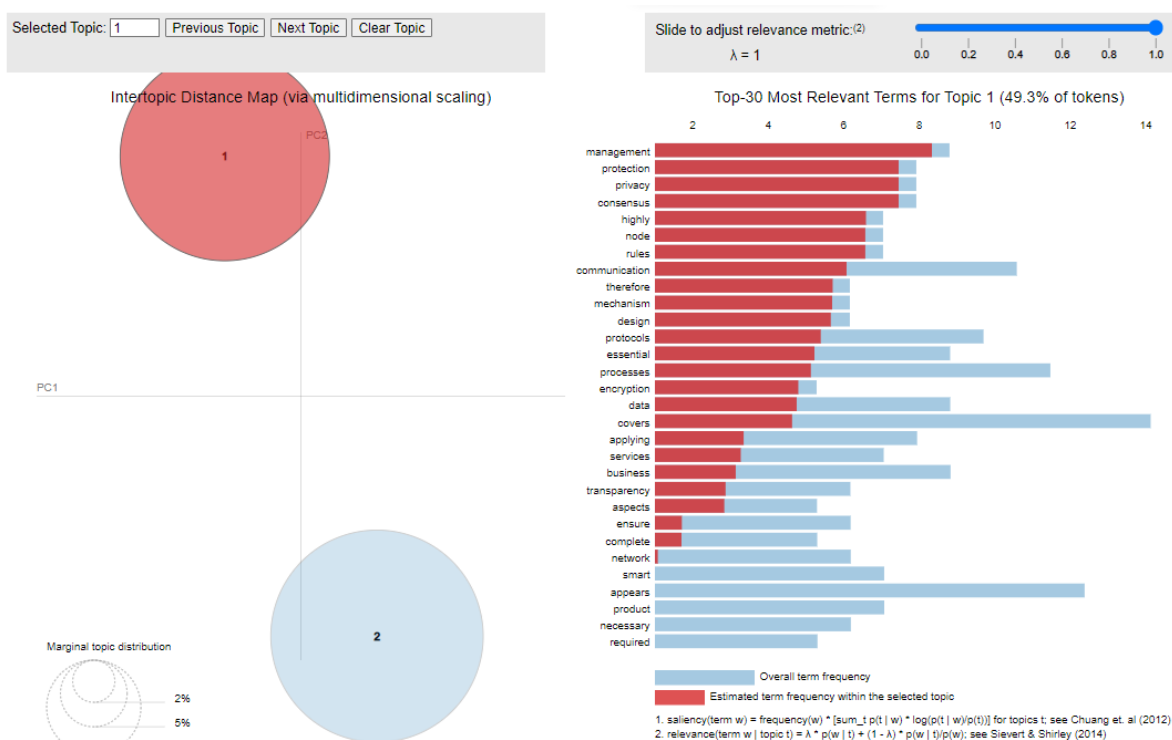 Selected Topic: 1 Previous Topic Next Topic Clear Topic
Slide to adjust relevance metric:(2)
λ = 1
0.0 0.2 0.4 0.6 0.8 1.0
Intertopic Distance Map (via multidimensional scaling)
PC2
1
PC1
2
Marginal topic distribution
2%
5%
Top-30 Most Relevant Terms for Topic 1 (49.3% of tokens)
2 4 6 8 10 12 14
management
protection
privacy
consensus
highly
node
rules
communication
therefore
mechanism
design
protocols
essential
processes
encryption
data
covers
applying
services
business
transparency
aspects
ensure
complete
network
smart
appears
product
necessary
required
Overall term frequency
Estimated term frequency within the selected topic
1. saliency(term w) = frequency(w) * [sum_t p(t | w) * log(p(t | w)/p(t))] for topics t; see Chuang et. al (2012)
2. relevance(term w | topic t) = λ * p(w | t) + (1 - λ) * p(w | t)/p(w); see Sievert & Shirley (2014)